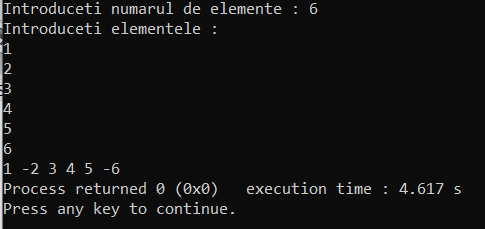 Introduceti numarul de elemente : 6
Introduceti elementele :
1
2
3
4
5
6
1 -2 3 4 5 -6
Process returned 0 (0x0)   execution time : 4.617 s
Press any key to continue.